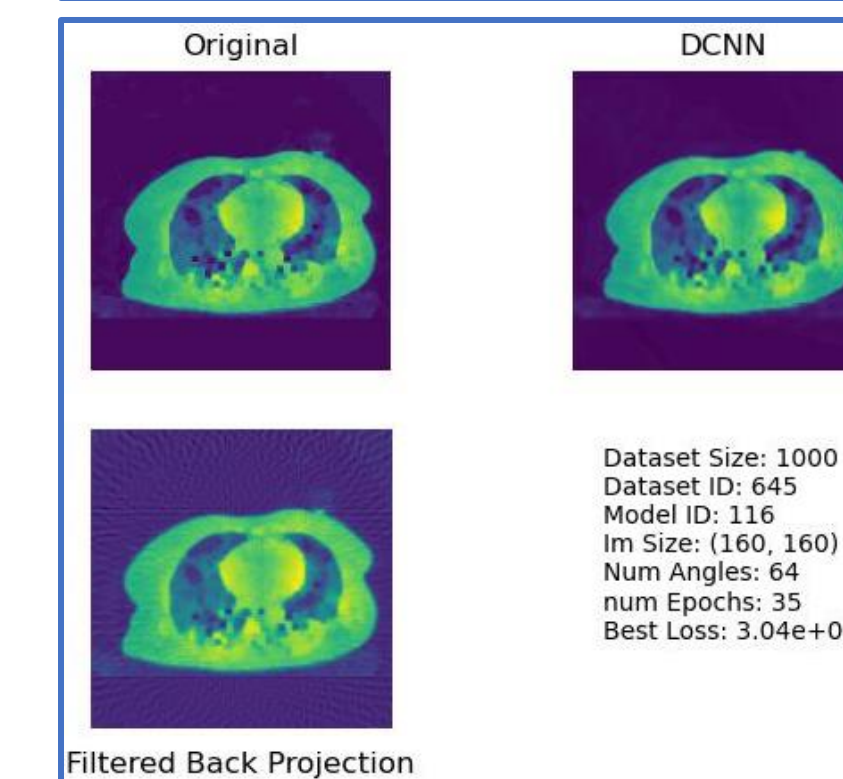 Original
DCNN
Dataset Size: 1000
Dataset ID: 645
Model ID: 116
Im Size: (160, 160)
Num Angles: 64
num Epochs: 35
Best Loss: 3.04e+0
Filtered Back Projection